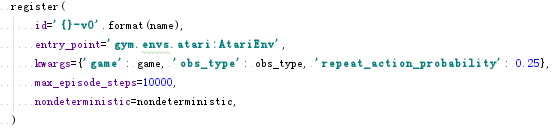 register(
    id='{}-v0'.format(name),
    entry_point='gym.envs.atari:AtariEnv',
    kwargs={'game': game, 'obs_type': obs_type, 'repeat_action_probability': 0.25},
    max_episode_steps=10000,
    nondeterministic=nondeterministic,
)